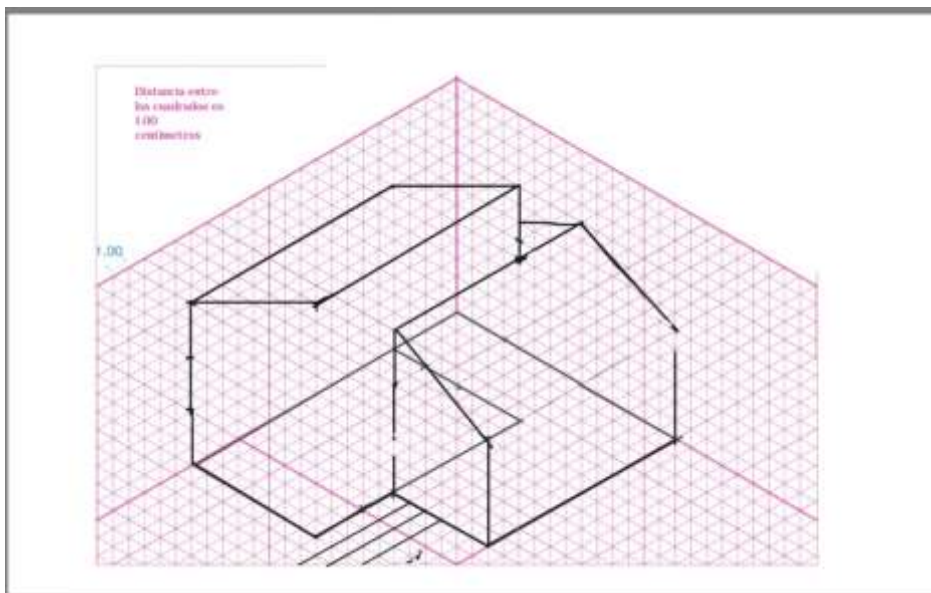 Distancia entre
los cuadrados es
1.00
centímetros
1.00